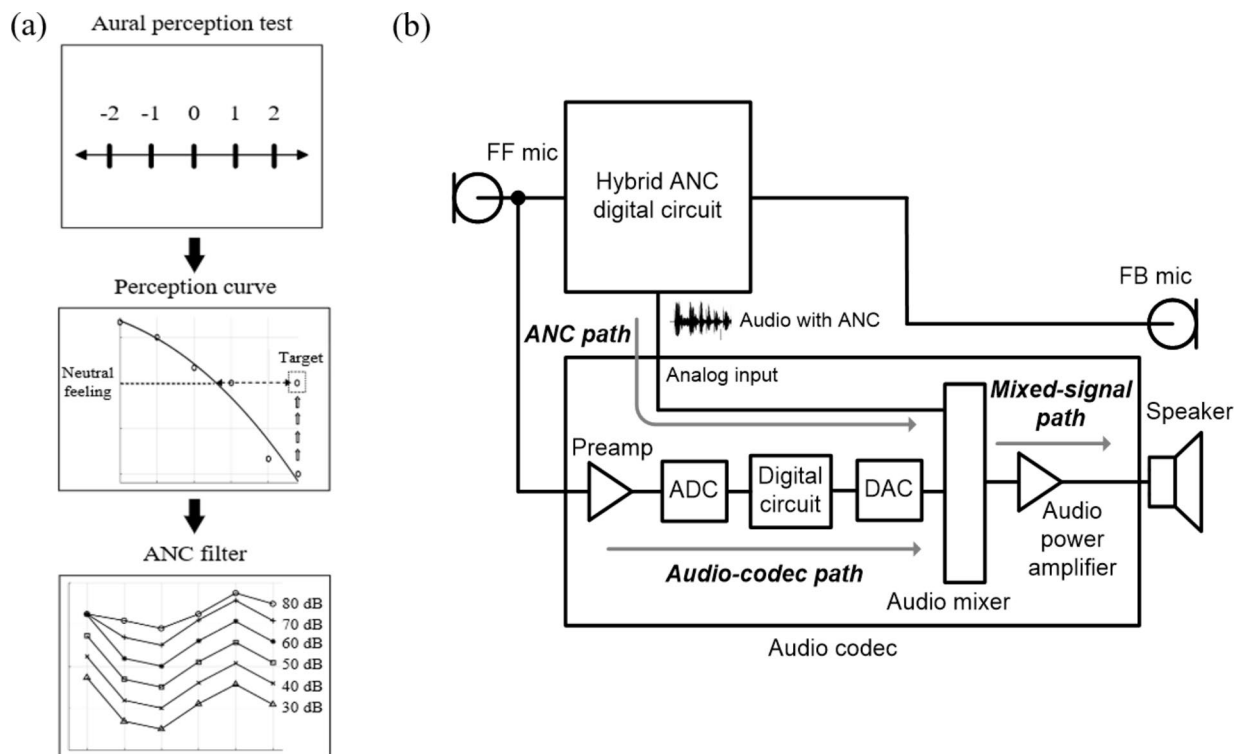 (a)
Aural perception test
-2 -1 0 1 2
Perception curve
Neutral
feeling
Target
ANC filter
80 dB
70 dB
60 dB
50 dB
40 dB
30 dB
(b)
FF mic
Hybrid ANC
digital circuit
FB mic
ANC path
Audio with ANC
Analog input
Mixed-signal
path
Speaker
Preamp
ADC
Digital
circuit
DAC
Audio
power
amplifier
Audio-codec path
Audio mixer
Audio codec